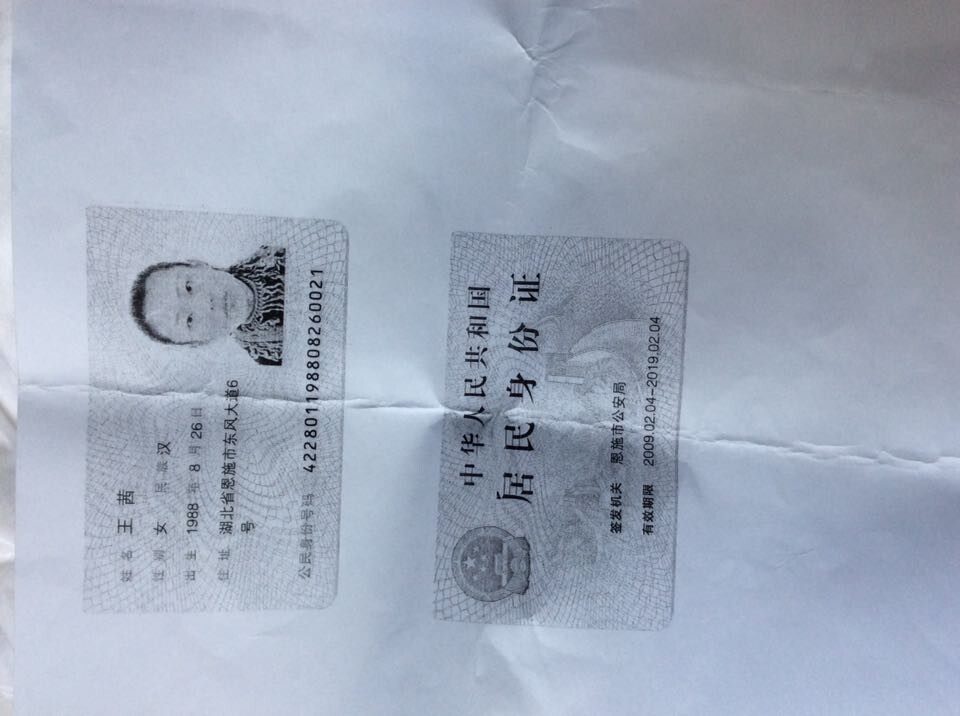 姓名 王茜
性别 女 民族 汉
出生 1988 年 8 月 26 日
住址 湖北省恩施市东风大道6
号
公民身份号码 422801198808260021
中华人民共和国
居民身份证
签发机关 恩施市公安局
有效期限 2009.02.04-2019.02.04